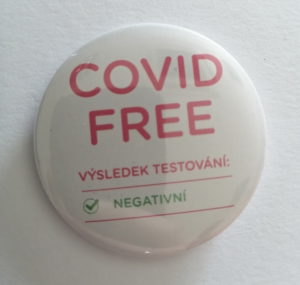 COVID
FREE
VÝSLEDEK TESTOVÁNÍ:
NEGATIVNÍ